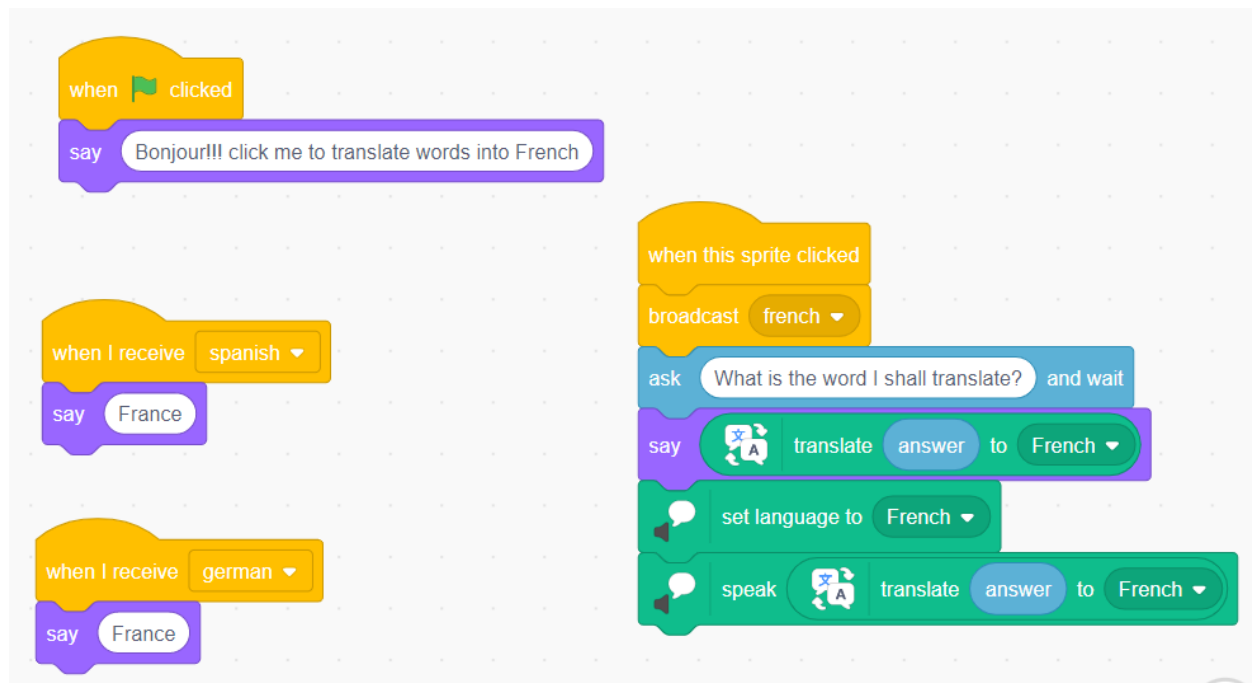 when clicked
say Bonjour!!! click me to translate words into French
when I receive spanish
say France
when I receive german
say France
when this sprite clicked
broadcast french
ask What is the word I shall translate? and wait
say translate answer to French
set language to French
speak translate answer to French